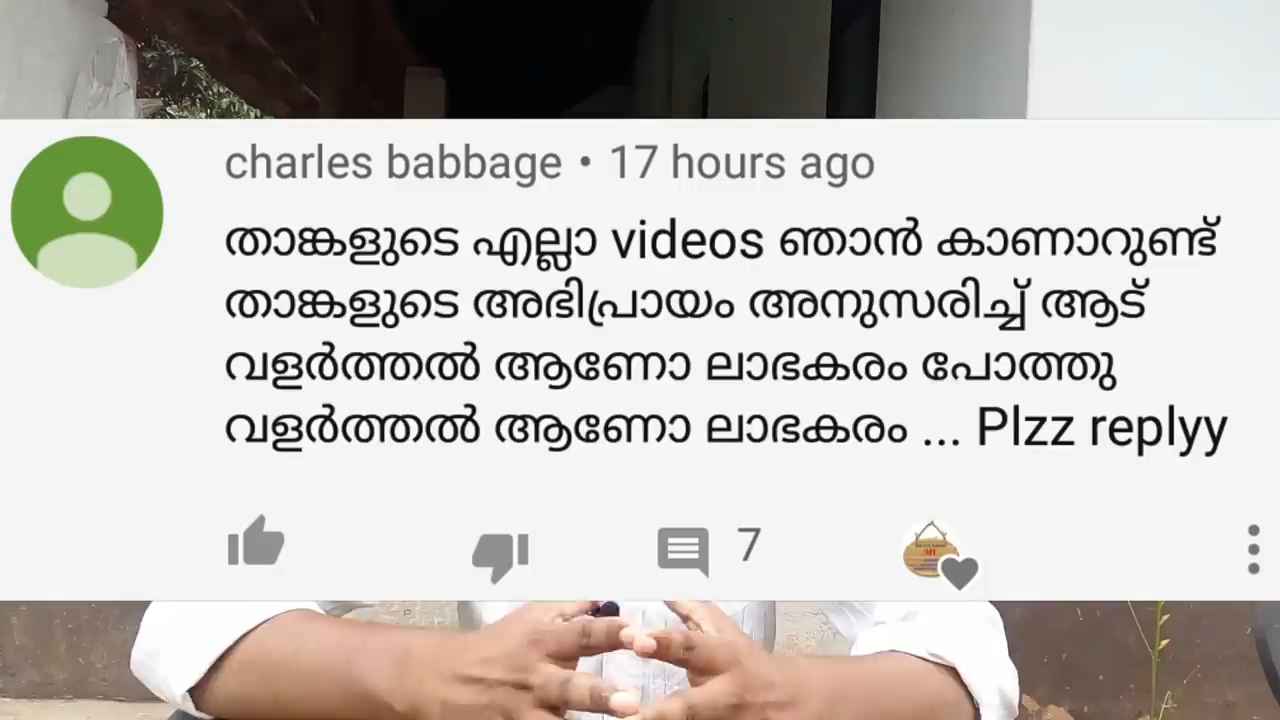 charles babbage • 17 hours ago
താങ്കളുടെ എല്ലാ videos ഞാൻ കാണാറുണ്ട്
താങ്കളുടെ അഭിപ്രായം അനുസരിച്ച് ആട്
വളർത്തൽ ആണോ ലാഭകരം പോത്തു
വളർത്തൽ ആണോ ലാഭകരം ... Plzz replyy
7